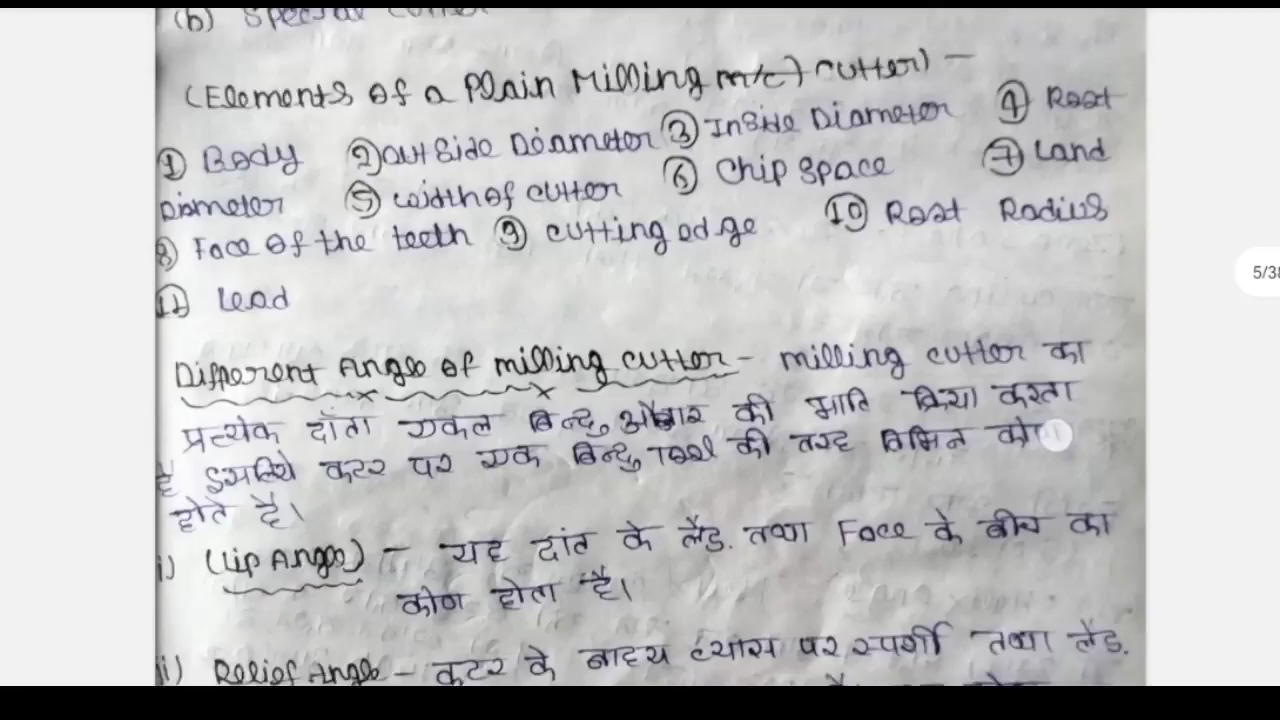 (b) Special Cutter
(Elements of a Plain Milling m/c) cutter) –
① Body ② outside Diameter ③ Inside Diameter ④ Root
Diameter ⑤ width of cutter ⑥ Chip Space ⑦ Land
⑧ Face of the teeth ⑨ cutting edge ⑩ Root Radius
⑪ Lead
Different Angle of milling cutter – milling cutter का
प्रत्येक दाँता एकल बिन्दु औजार की भाति क्रिया करता
है इसलिये कटर पर एक बिन्दु Tool की तरह विभिन कोण
होते है।
i) (Lip Angle) – यह दांत के लैंड. तथा Face के बीच का
कोण होता है।
ii) Relief Angle – कटर के बाहय व्यास पर स्पर्शी तथा लैंड.
5/38